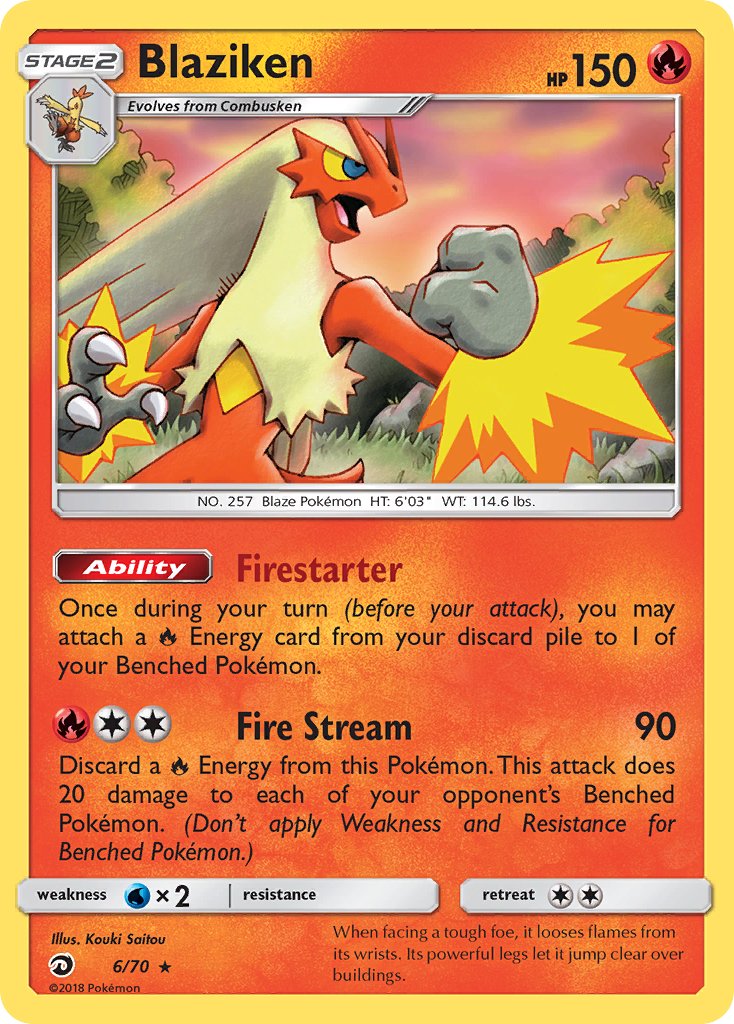 STAGE2
Blaziken
HP 150
Evolves from Combusken
NO. 257 Blaze Pokémon HT: 6'03" WT: 114.6 lbs.
Ability Firestarter
Once during your turn (before your attack), you may
attach a Energy card from your discard pile to 1 of
your Benched Pokémon.
Fire Stream 90
Discard a Energy from this Pokémon. This attack does
20 damage to each of your opponent's Benched
Pokémon. (Don't apply Weakness and Resistance for
Benched Pokémon.)
weakness ×2 resistance retreat
Illus. Kouki Saitou
6/70 ★
©2018 Pokémon
When facing a tough foe, it looses flames from
its wrists. Its powerful legs let it jump clear over
buildings.